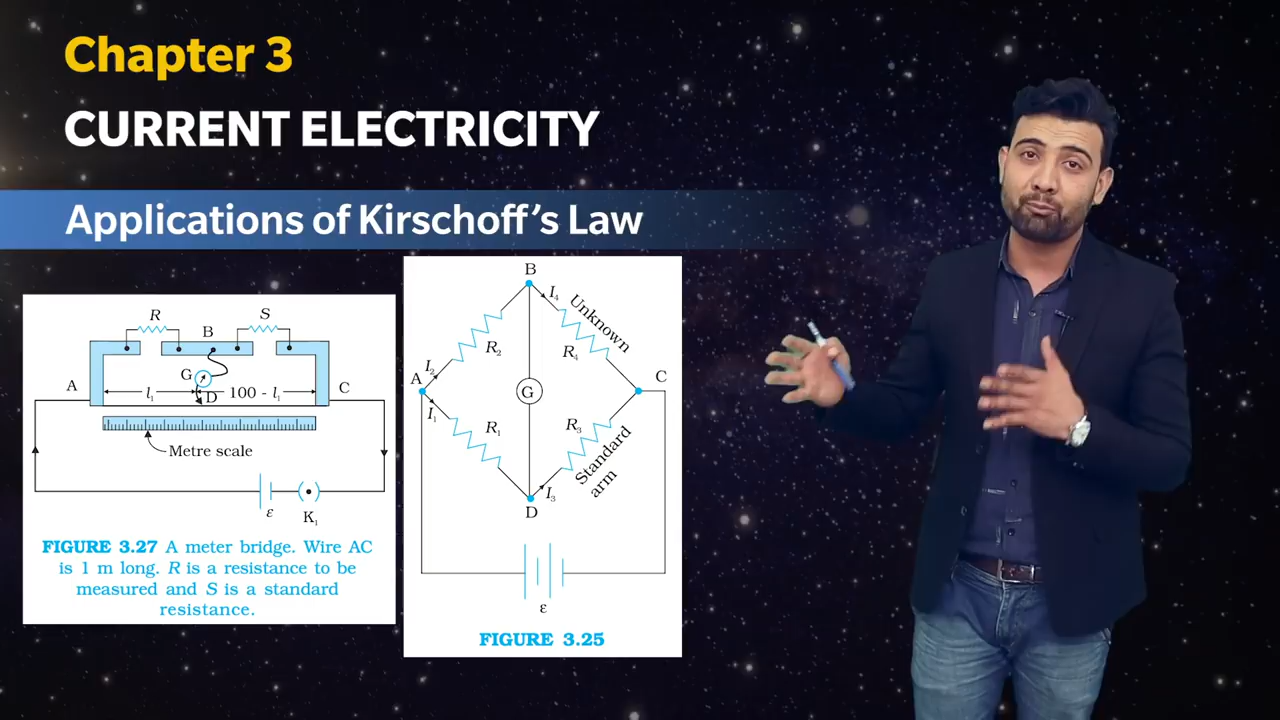 Chapter 3
CURRENT ELECTRICITY
Applications of Kirschoff's Law
R
S
B
G
A
C
l₁
D
100 - l₁
Metre scale
ε
K₁
FIGURE 3.27 A meter bridge. Wire AC
is 1 m long. R is a resistance to be
measured and S is a standard
resistance.
B
I₄
Unknown
R₂
R₄
I₂
A
C
G
I₁
R₁
R₃
Standard
arm
I₃
D
ε
FIGURE 3.25